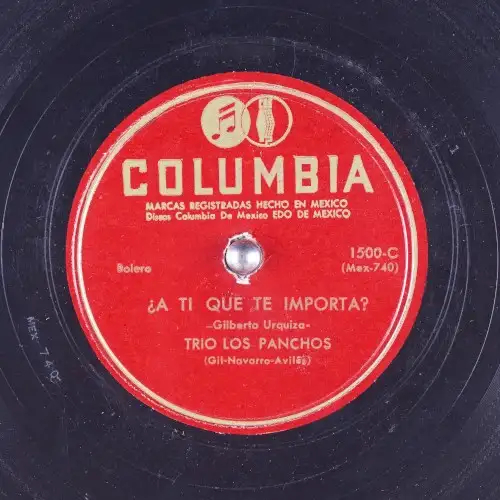 COLUMBIA
MARCAS REGISTRADAS HECHO EN MEXICO
Discos Columbia De Mexico EDO DE MEXICO
Bolero
1500-C
(Mex-740)
¿A TI QUE TE IMPORTA?
-Gilberto Urquiza-
TRIO LOS PANCHOS
(Gil-Navarro-Avilés)
MEX 740